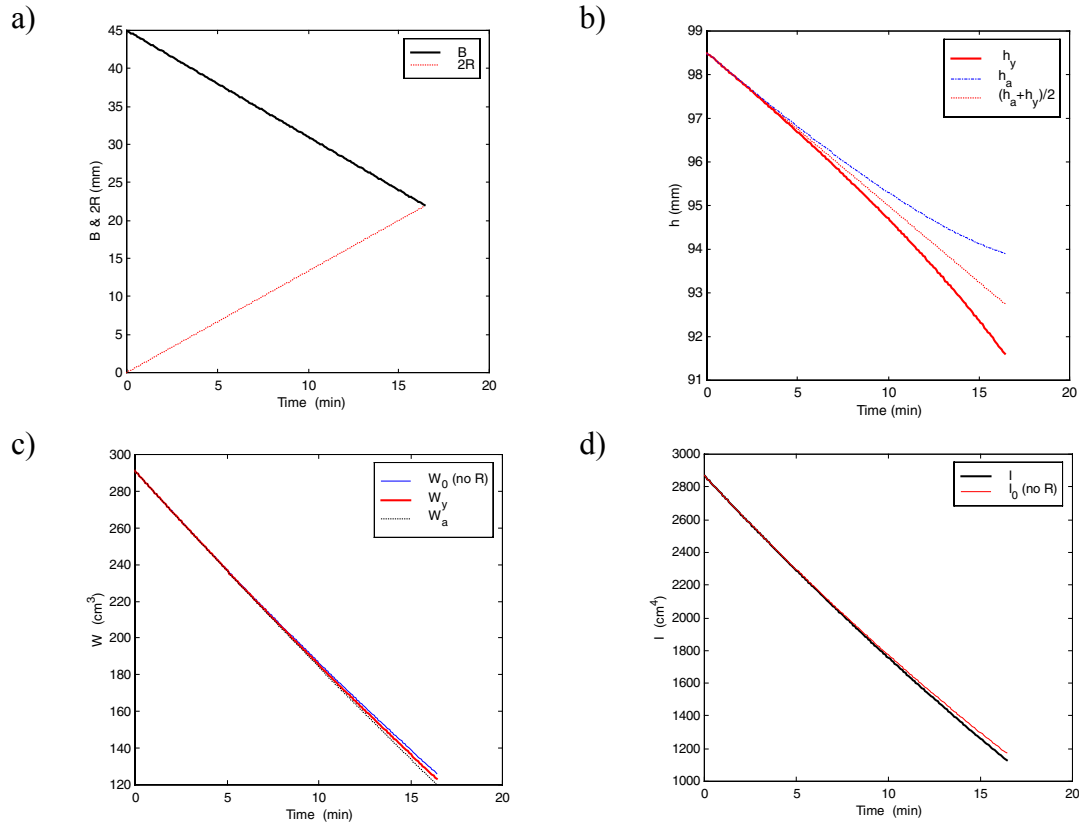 a)
45
40
35
30
25
20
15
10
5
0
B & 2R (mm)
B
2R
0 5 10 15 20
Time (min)
b)
99
98
97
96
95
94
93
92
91
h (mm)
h_y
h_a
(h_a+h_y)/2
0 5 10 15 20
Time (min)
c)
300
280
260
240
220
200
180
160
140
120
W (cm³)
W_0 (no R)
W_y
W_a
0 5 10 15 20
Time (min)
d)
3000
2800
2600
2400
2200
2000
1800
1600
1400
1200
1000
I (cm⁴)
I
I_0 (no R)
0 5 10 15 20
Time (min)